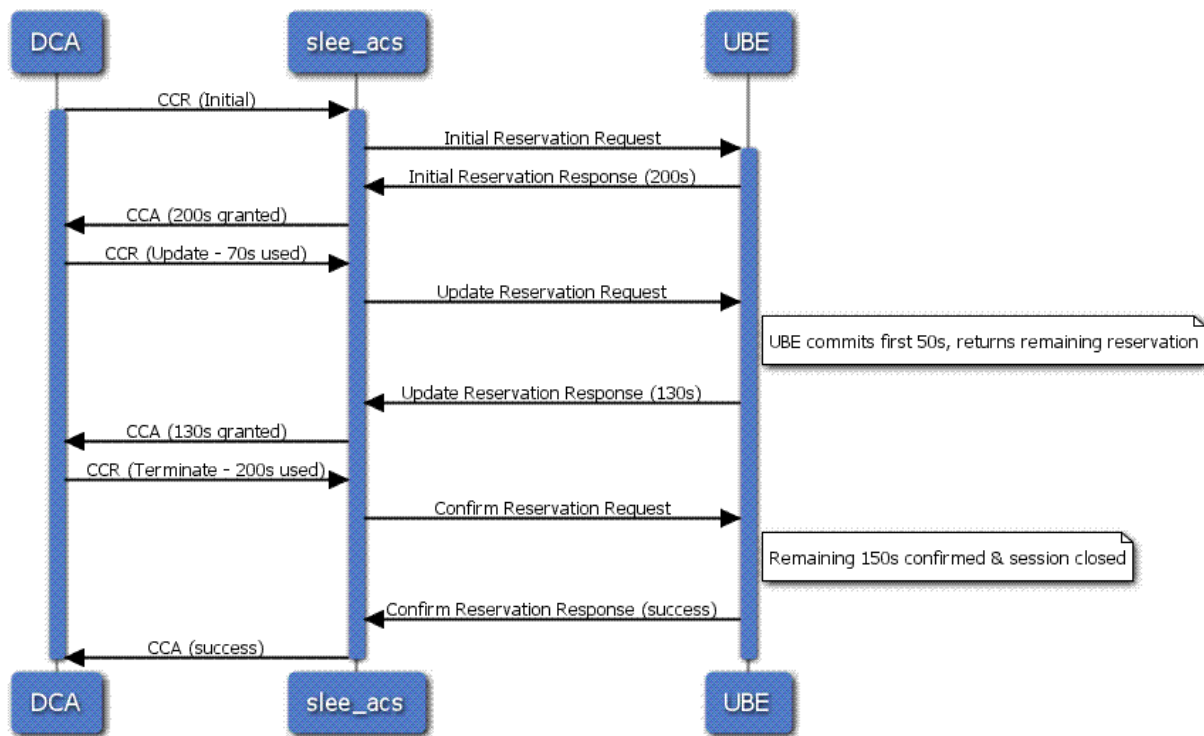 DCA
slee_acs
UBE
CCR (Initial)
Initial Reservation Request
Initial Reservation Response (200s)
CCA (200s granted)
CCR (Update - 70s used)
Update Reservation Request
UBE commits first 50s, returns remaining reservation
Update Reservation Response (130s)
CCA (130s granted)
CCR (Terminate - 200s used)
Confirm Reservation Request
Remaining 150s confirmed & session closed
Confirm Reservation Response (success)
CCA (success)
DCA
slee_acs
UBE